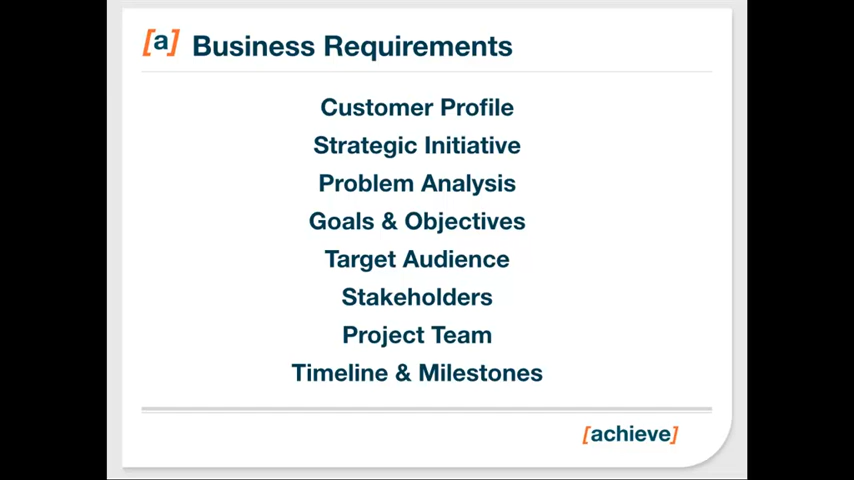 [a] Business Requirements
Customer Profile
Strategic Initiative
Problem Analysis
Goals & Objectives
Target Audience
Stakeholders
Project Team
Timeline & Milestones
[achieve]